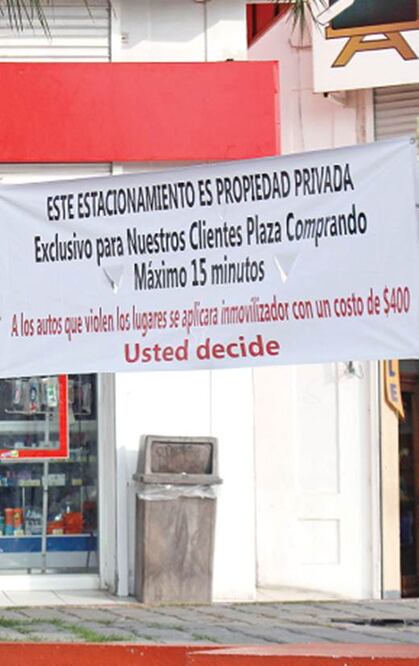 ESTE ESTACIONAMIENTO ES PROPIEDAD PRIVADA
Exclusivo para Nuestros Clientes Plaza Comprando
Máximo 15 minutos
A los autos que violen los lugares se aplicara inmovilizador con un costo de $400
Usted decide